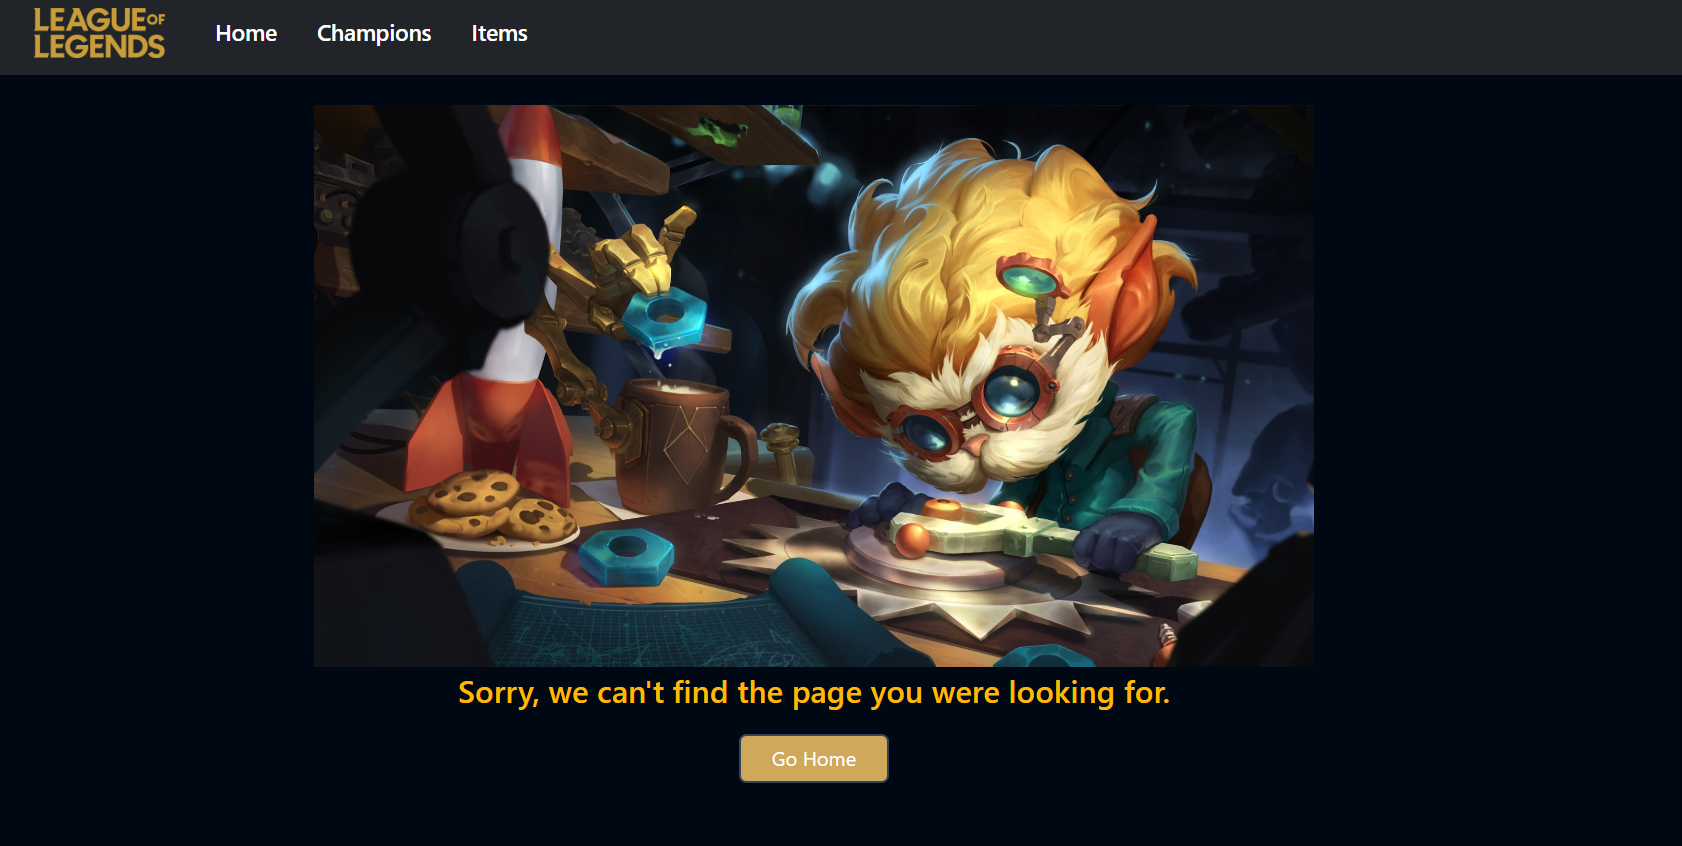 LEAGUE OF
LEGENDS
Home
Champions
Items
Sorry, we can't find the page you were looking for.
Go Home